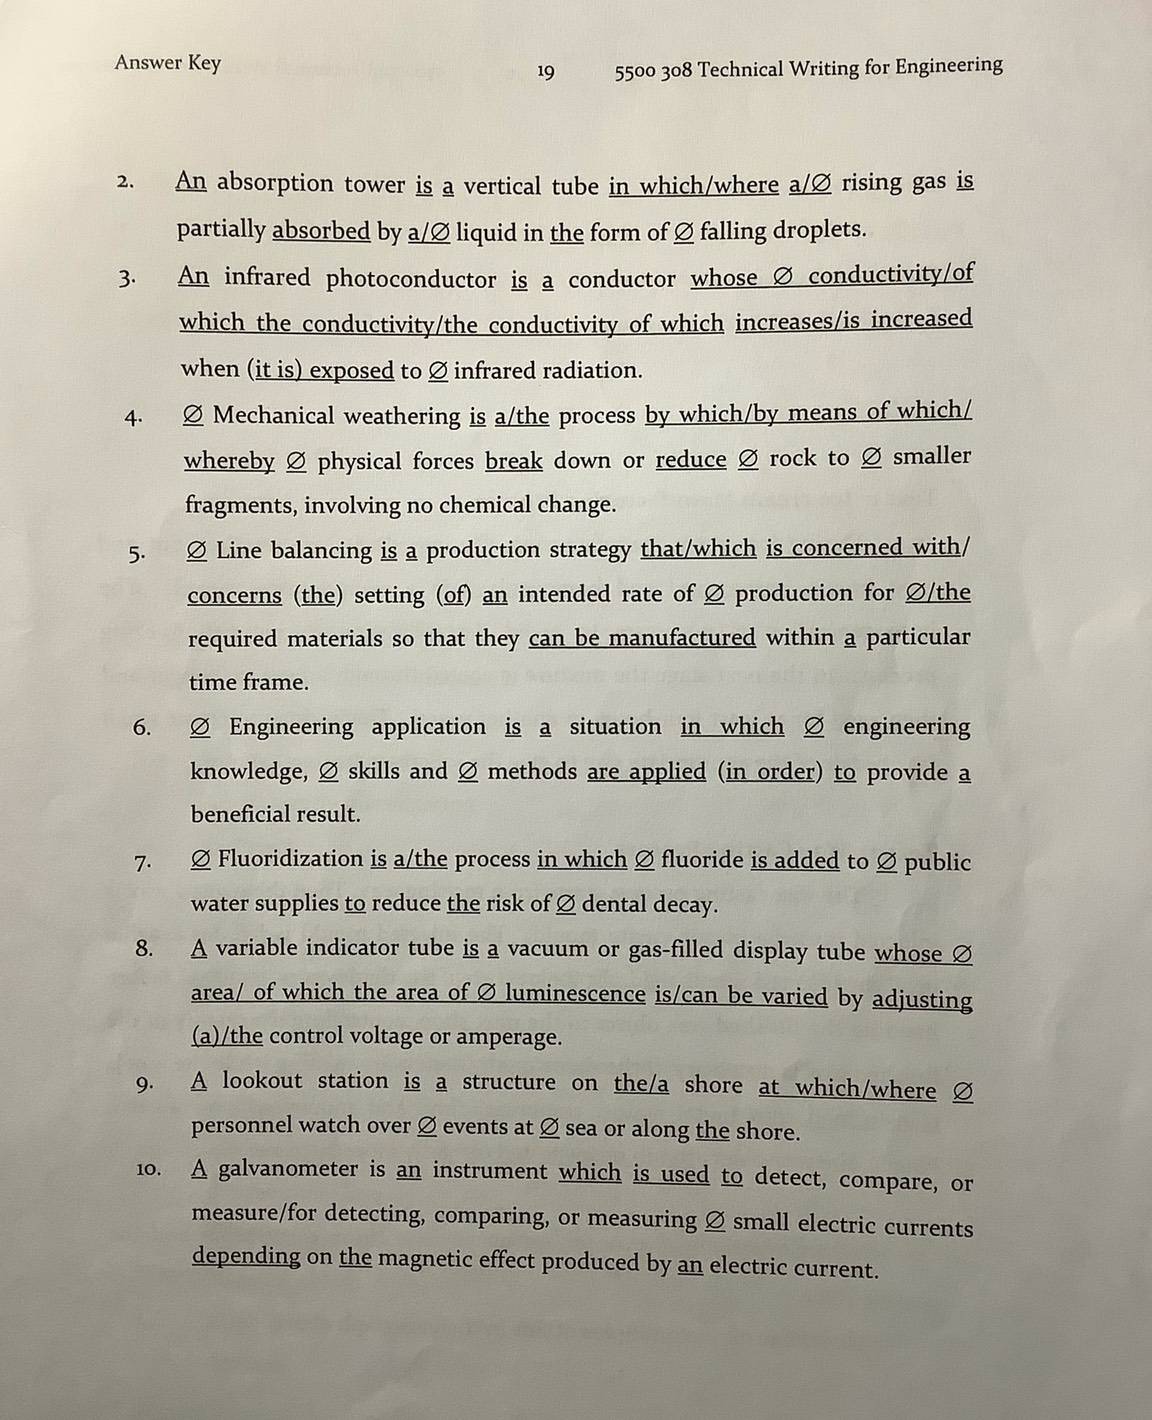 Answer Key 19 5500 308 Technical Writing for Engineering
2. An absorption tower is a vertical tube in which/where a/Ø rising gas is
partially absorbed by a/Ø liquid in the form of Ø falling droplets.
3. An infrared photoconductor is a conductor whose Ø conductivity/of
which the conductivity/the conductivity of which increases/is increased
when (it is) exposed to Ø infrared radiation.
4. Ø Mechanical weathering is a/the process by which/by means of which/
whereby Ø physical forces break down or reduce Ø rock to Ø smaller
fragments, involving no chemical change.
5. Ø Line balancing is a production strategy that/which is concerned with/
concerns (the) setting (of) an intended rate of Ø production for Ø/the
required materials so that they can be manufactured within a particular
time frame.
6. Ø Engineering application is a situation in which Ø engineering
knowledge, Ø skills and Ø methods are applied (in order) to provide a
beneficial result.
7. Ø Fluoridization is a/the process in which Ø fluoride is added to Ø public
water supplies to reduce the risk of Ø dental decay.
8. A variable indicator tube is a vacuum or gas-filled display tube whose Ø
area/ of which the area of Ø luminescence is/can be varied by adjusting
(a)/the control voltage or amperage.
9. A lookout station is a structure on the/a shore at which/where Ø
personnel watch over Ø events at Ø sea or along the shore.
10. A galvanometer is an instrument which is used to detect, compare, or
measure/for detecting, comparing, or measuring Ø small electric currents
depending on the magnetic effect produced by an electric current.